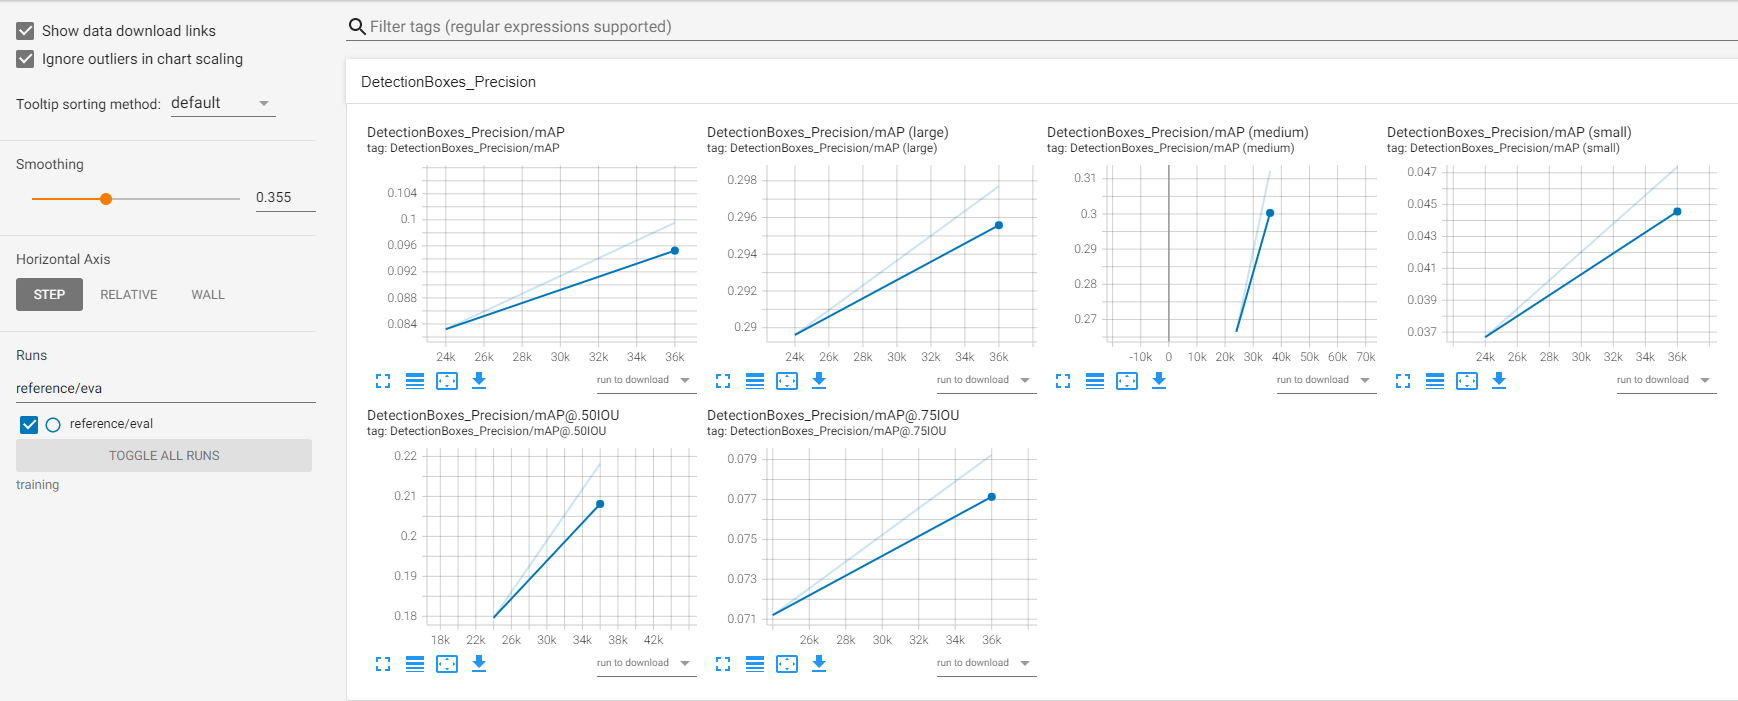 Show data download links
Ignore outliers in chart scaling
Tooltip sorting method: default
Smoothing
0.355
Horizontal Axis
STEP RELATIVE WALL
Runs
reference/eva
reference/eval
TOGGLE ALL RUNS
training
Filter tags (regular expressions supported)
DetectionBoxes_Precision
DetectionBoxes_Precision/mAP
tag: DetectionBoxes_Precision/mAP
0.104
0.1
0.096
0.092
0.088
0.084
24k 26k 28k 30k 32k 34k 36k
run to download
DetectionBoxes_Precision/mAP (large)
tag: DetectionBoxes_Precision/mAP (large)
0.298
0.296
0.294
0.292
0.29
24k 26k 28k 30k 32k 34k 36k
run to download
DetectionBoxes_Precision/mAP (medium)
tag: DetectionBoxes_Precision/mAP (medium)
0.31
0.3
0.29
0.28
0.27
-10k 0 10k 20k 30k 40k 50k 60k 70k
run to download
DetectionBoxes_Precision/mAP (small)
tag: DetectionBoxes_Precision/mAP (small)
0.047
0.045
0.043
0.041
0.039
0.037
24k 26k 28k 30k 32k 34k 36k
run to download
DetectionBoxes_Precision/mAP@.50IOU
tag: DetectionBoxes_Precision/mAP@.50IOU
0.22
0.21
0.2
0.19
0.18
18k 22k 26k 30k 34k 38k 42k
run to download
DetectionBoxes_Precision/mAP@.75IOU
tag: DetectionBoxes_Precision/mAP@.75IOU
0.079
0.077
0.075
0.073
0.071
26k 28k 30k 32k 34k 36k
run to download